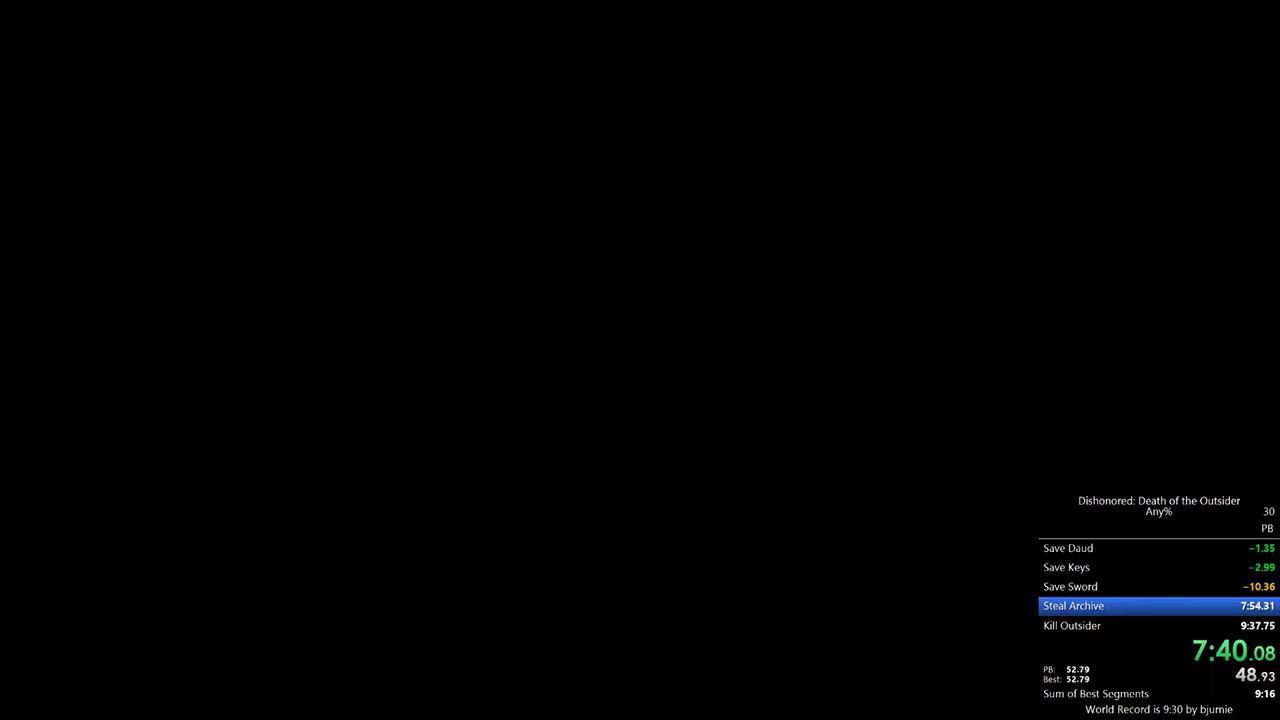 Dishonored: Death of the Outsider
Any% 30
PB
Save Daud −1.35
Save Keys −2.99
Save Sword −10.36
Steal Archive 7:54.31
Kill Outsider 9:37.75
7:40.08
PB: 52.79
Best: 52.79
48.93
Sum of Best Segments 9:16
World Record is 9:30 by bjurnie